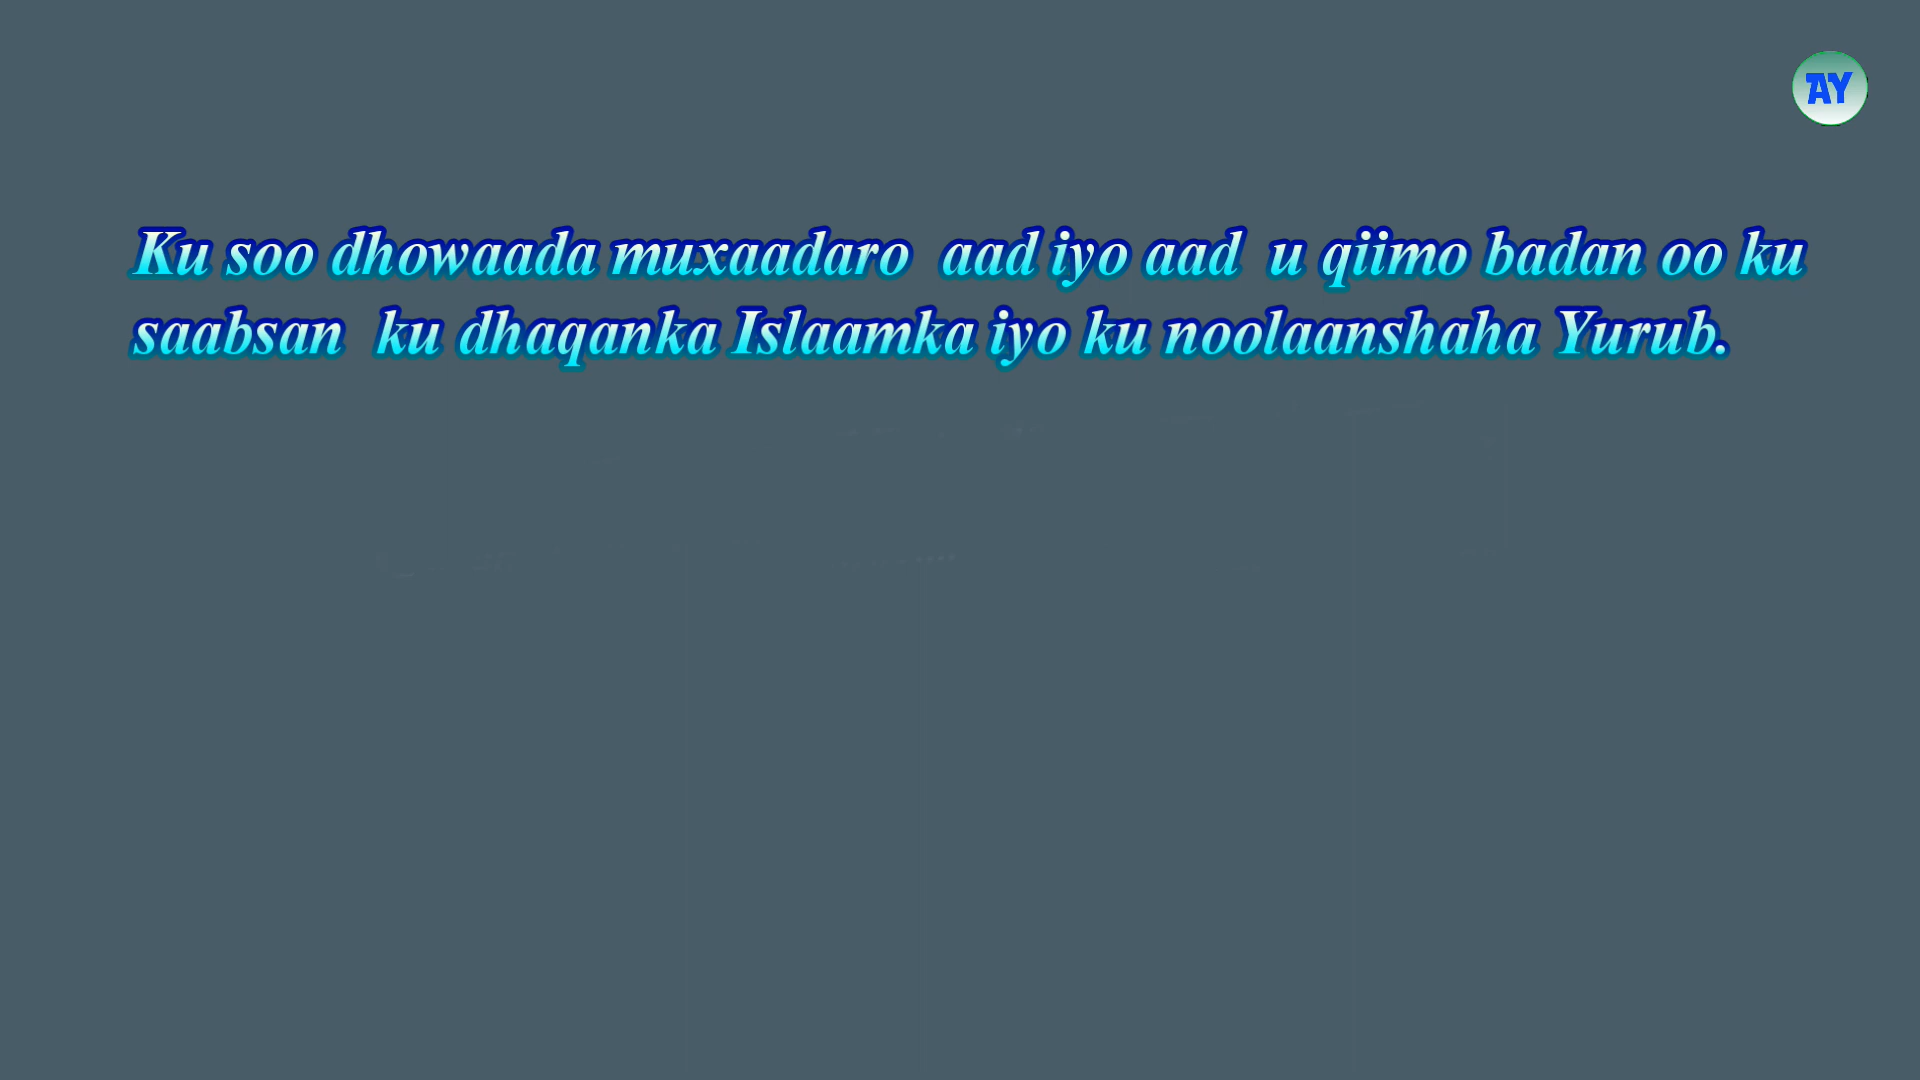 AY
Ku soo dhowaada muxaadaro aad iyo aad u qiimo badan oo ku
saabsan ku dhaqanka Islaamka iyo ku noolaanshaha Yurub.